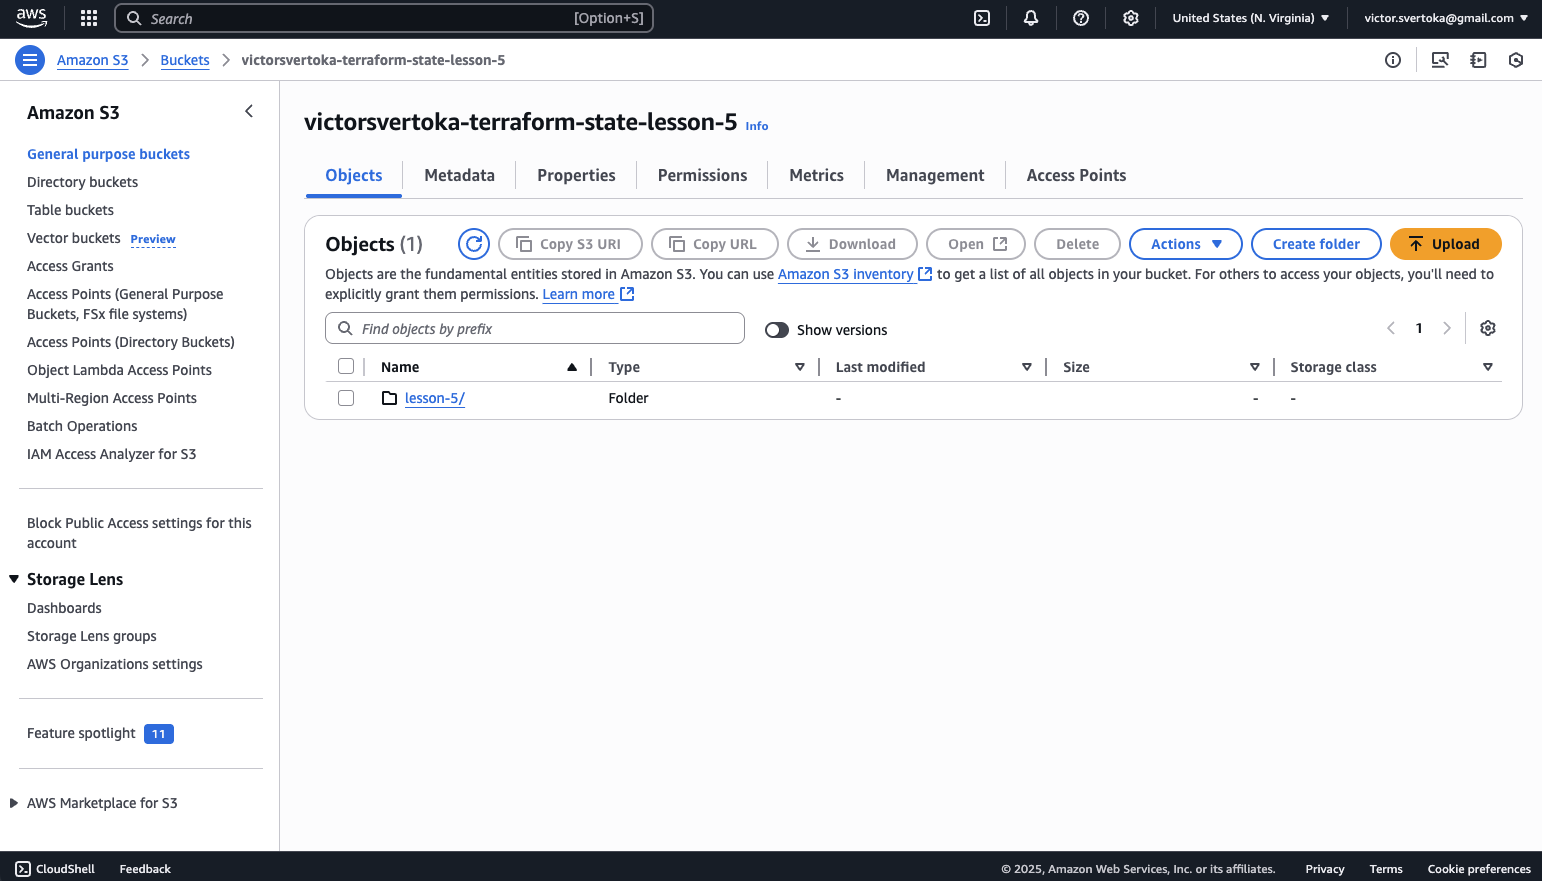 aws
Search [Option+S]
United States (N. Virginia)
victor.svertoka@gmail.com
Amazon S3
Buckets
victorsvertoka-terraform-state-lesson-5
Amazon S3
General purpose buckets
Directory buckets
Table buckets
Vector buckets Preview
Access Grants
Access Points (General Purpose
Buckets, FSx file systems)
Access Points (Directory Buckets)
Object Lambda Access Points
Multi-Region Access Points
Batch Operations
IAM Access Analyzer for S3
Block Public Access settings for this
account
Storage Lens
Dashboards
Storage Lens groups
AWS Organizations settings
Feature spotlight 11
AWS Marketplace for S3
victorsvertoka-terraform-state-lesson-5 Info
Objects Metadata Properties Permissions Metrics Management Access Points
Objects (1) Copy S3 URI Copy URL Download Open Delete Actions Create folder Upload
Objects are the fundamental entities stored in Amazon S3. You can use Amazon S3 inventory to get a list of all objects in your bucket. For others to access your objects, you'll need to
explicitly grant them permissions. Learn more
Find objects by prefix Show versions 1
Name Type Last modified Size Storage class
lesson-5/ Folder - - -
CloudShell Feedback © 2025, Amazon Web Services, Inc. or its affiliates. Privacy Terms Cookie preferences